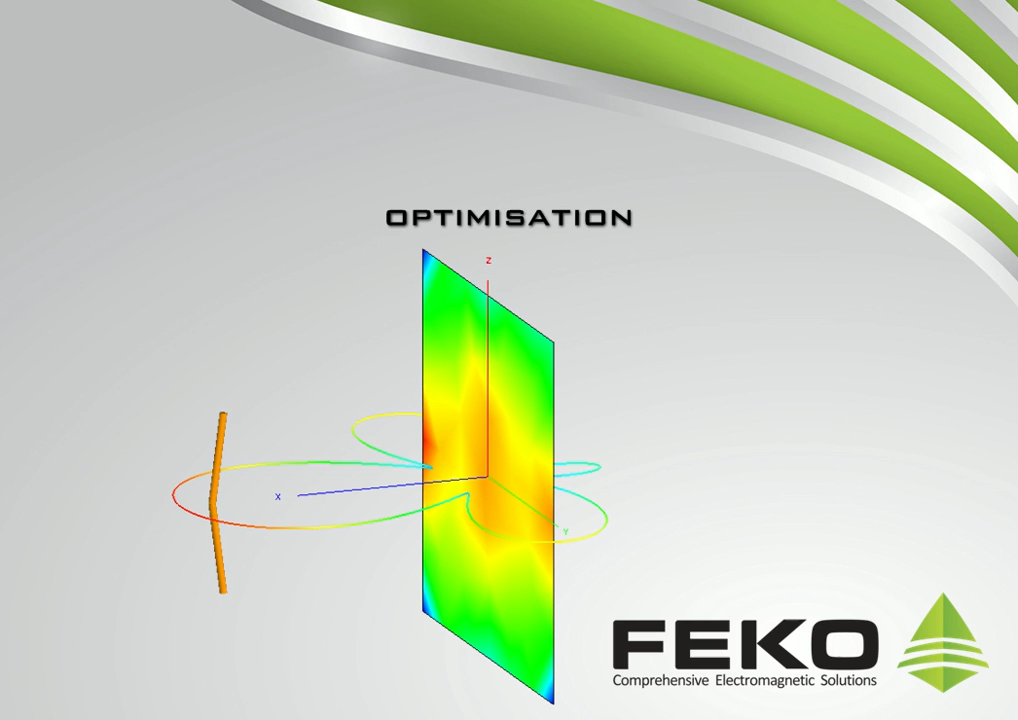 OPTIMISATION
Z
X
Y
FEKO
Comprehensive Electromagnetic Solutions